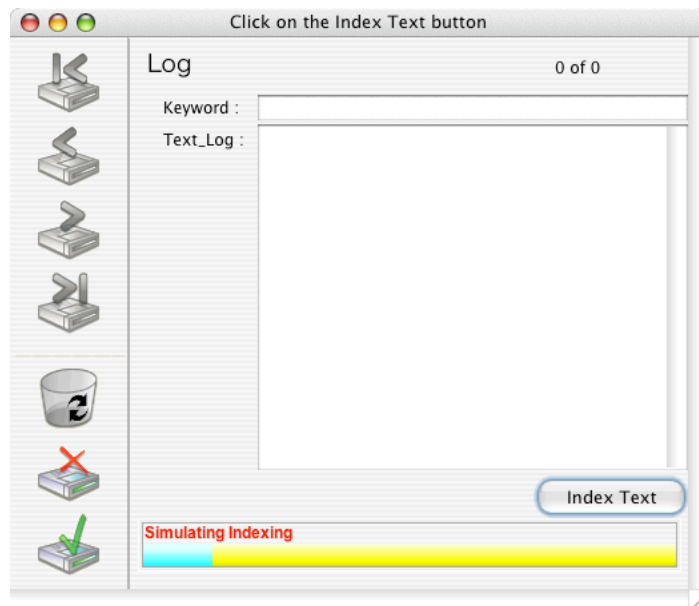 Click on the Index Text button
Log
0 of 0
Keyword :
Text_Log :
Index Text
Simulating Indexing